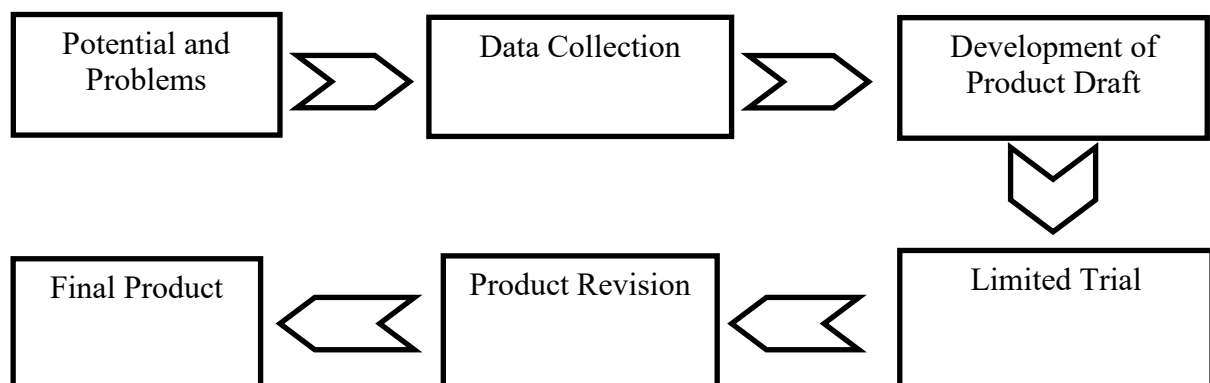 Potential and
Problems
Data Collection
Development of
Product Draft
Limited Trial
Product Revision
Final Product